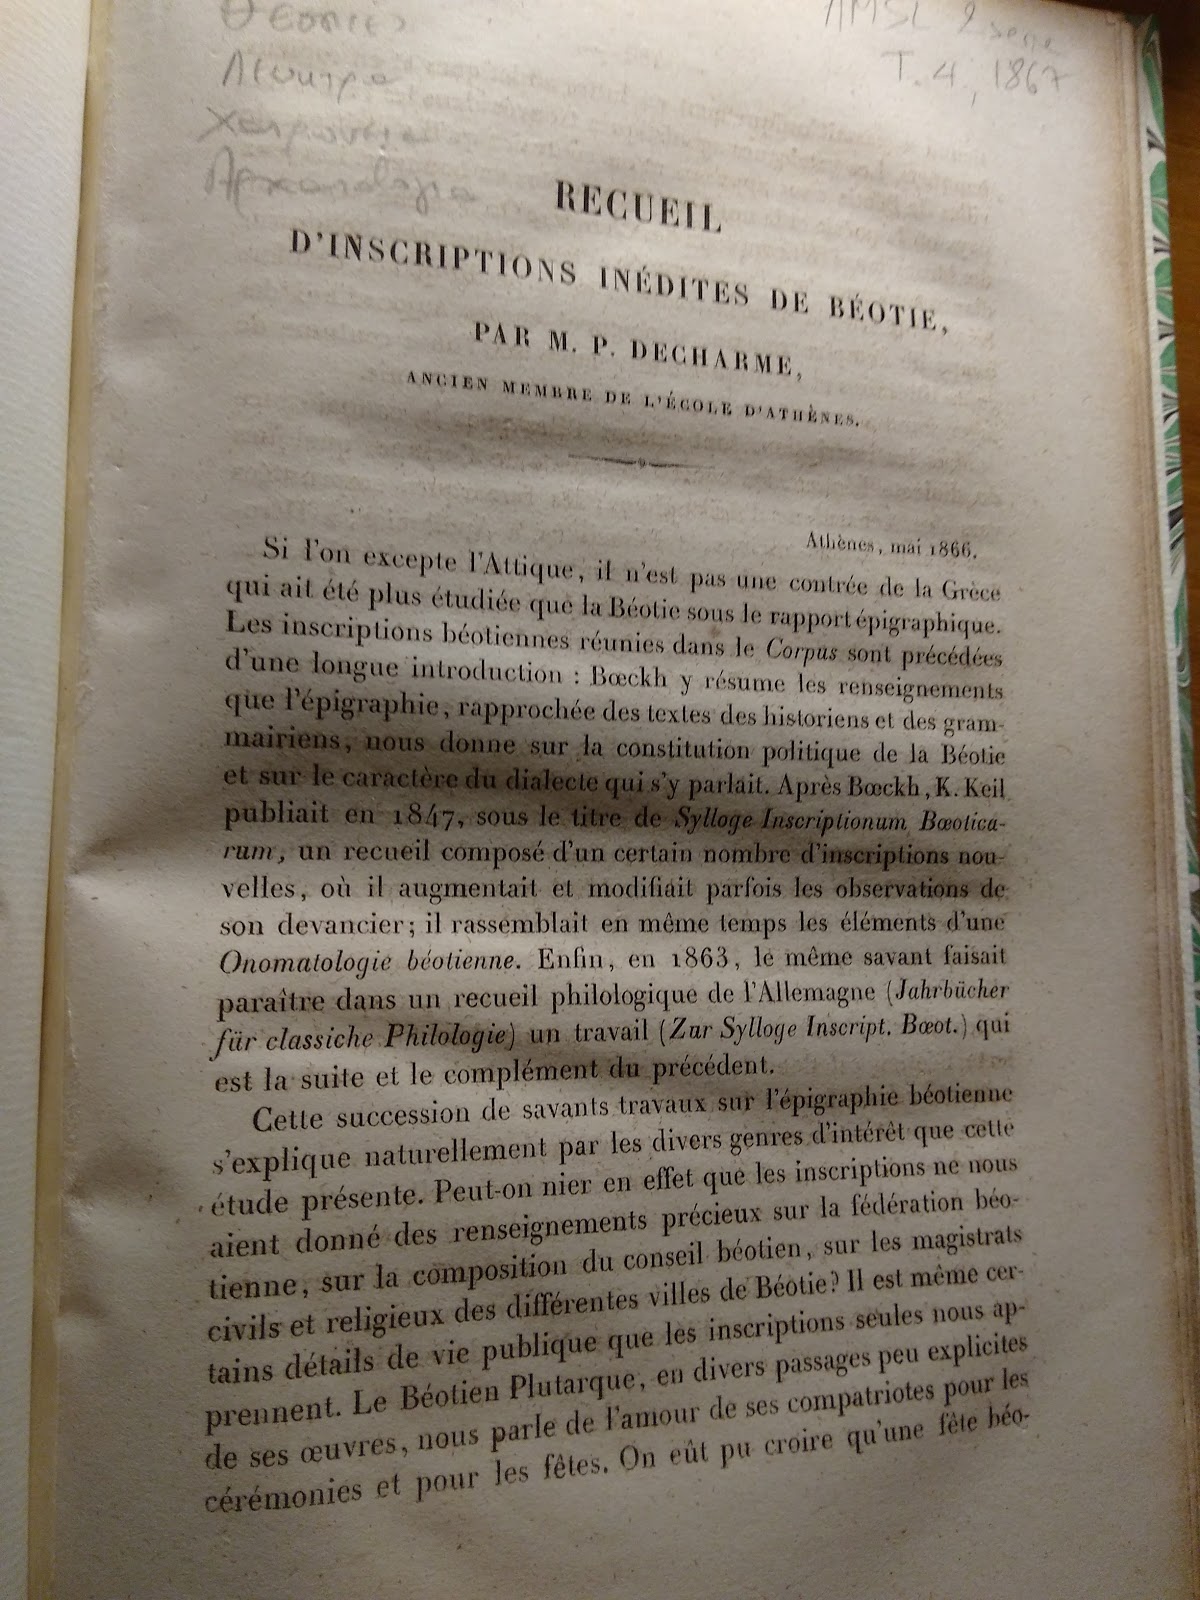 Θεσπιές
Λευκτρα
Χαιρωνεια
Αρχαιολογια
AMSL 2 serie
T. 4, 1867
RECUEIL
D'INSCRIPTIONS INÉDITES DE BÉOTIE,
PAR M. P. DECHARME,
ANCIEN MEMBRE DE L'ÉCOLE D'ATHÈNES.
Athènes, mai 1866.
Si l'on excepte l'Attique, il n'est pas une contrée de la Grèce
qui ait été plus étudiée que la Béotie sous le rapport épigraphique.
Les inscriptions béotiennes réunies dans le Corpus sont précédées
d'une longue introduction : Bœckh y résume les renseignements
que l'épigraphie, rapprochée des textes des historiens et des gram-
mairiens, nous donne sur la constitution politique de la Béotie
et sur le caractère du dialecte qui s'y parlait. Après Bœckh, K. Keil
publiait en 1847, sous le titre de Sylloge Inscriptionum Bœotica-
rum, un recueil composé d'un certain nombre d'inscriptions nou-
velles, où il augmentait et modifiait parfois les observations de
son devancier; il rassemblait en même temps les éléments d'une
Onomatologie béotienne. Enfin, en 1863, le même savant faisait
paraître dans un recueil philologique de l'Allemagne (Jahrbücher
für classiche Philologie) un travail (Zur Sylloge Inscript. Bœot.) qui
est la suite et le complément du précédent.
Cette succession de savants travaux sur l'épigraphie béotienne
s'explique naturellement par les divers genres d'intérêt que cette
étude présente. Peut-on nier en effet que les inscriptions ne nous
aient donné des renseignements précieux sur la fédération béo-
tienne, sur la composition du conseil béotien, sur les magistrats
civils et religieux des différentes villes de Béotie? Il est même cer-
tains détails de vie publique que les inscriptions seules nous ap-
prennent. Le Béotien Plutarque, en divers passages peu explicites
de ses œuvres, nous parle de l'amour de ses compatriotes pour les
cérémonies et pour les fêtes. On eût pu croire qu'une fête béo-